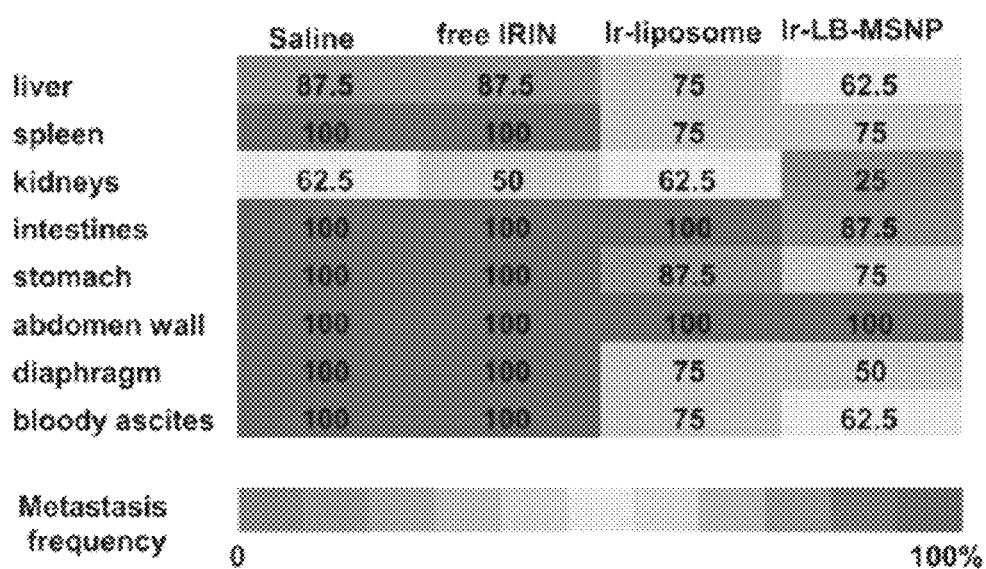 Saline free IRIN Ir-liposome Ir-LB-MSNP
liver 87.5 87.5 75 62.5
spleen 100 100 75 75
kidneys 62.5 50 62.5 25
intestines 100 100 100 87.5
stomach 100 100 87.5 75
abdomen wall 100 100 100 100
diaphragm 100 100 75 50
bloody ascites 100 100 75 62.5
Metastasis
frequency
0 100%